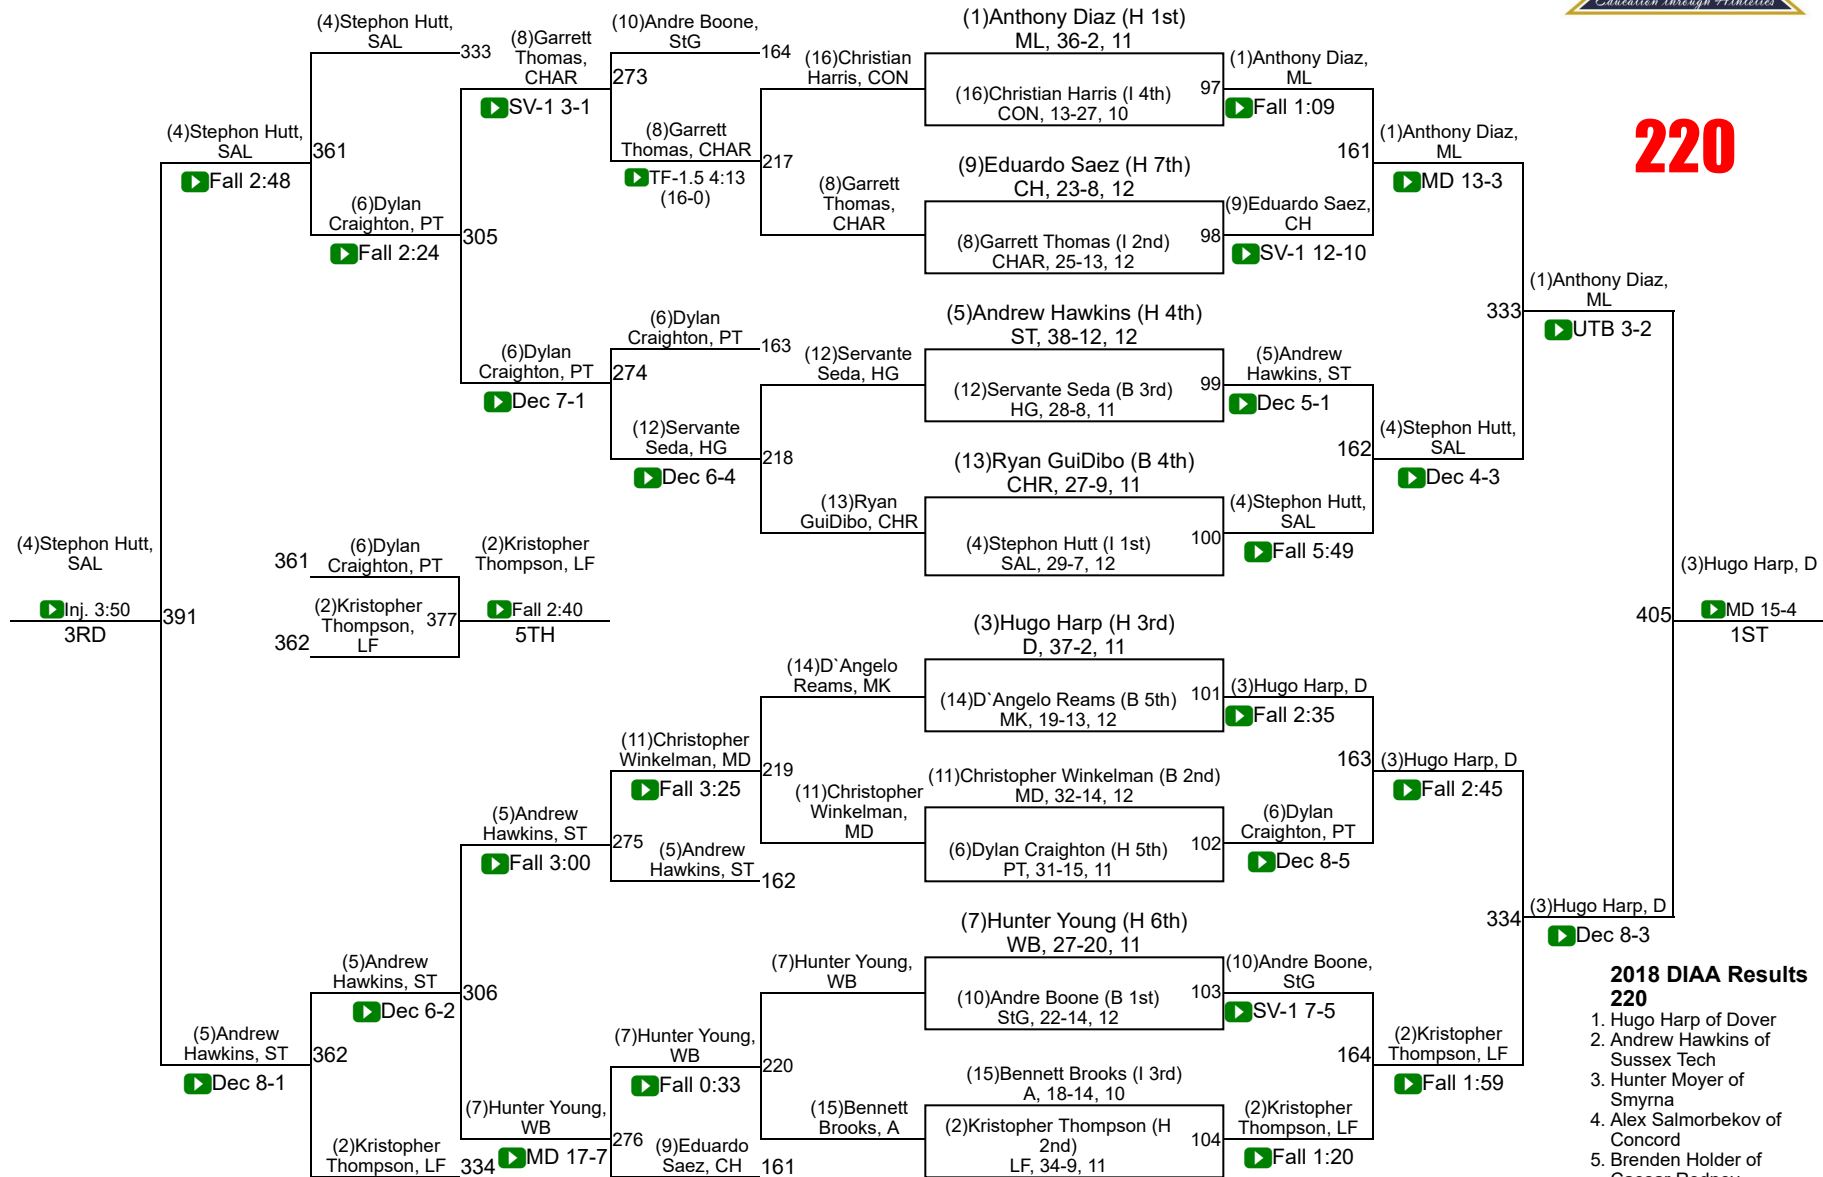 Education through Athletics
220
(4)Stephon Hutt,
SAL
333
361
(4)Stephon Hutt,
SAL
Fall 2:48
(6)Dylan
Craighton, PT
Fall 2:24
(8)Garrett
Thomas,
CHAR
SV-1 3-1
305
(6)Dylan
Craighton, PT
Dec 7-1
(10)Andre Boone,
StG
164
273
(8)Garrett
Thomas, CHAR
TF-1.5 4:13
(16-0)
(6)Dylan
Craighton, PT
163
274
(12)Servante
Seda, HG
Dec 6-4
(16)Christian
Harris, CON
217
(8)Garrett
Thomas,
CHAR
(12)Servante
Seda, HG
218
(13)Ryan
GuiDibo, CHR
(1)Anthony Diaz (H 1st)
ML, 36-2, 11
(16)Christian Harris (I 4th)
CON, 13-27, 10
97
(9)Eduardo Saez (H 7th)
CH, 23-8, 12
(8)Garrett Thomas (I 2nd)
CHAR, 25-13, 12
98
(5)Andrew Hawkins (H 4th)
ST, 38-12, 12
(12)Servante Seda (B 3rd)
HG, 28-8, 11
99
(13)Ryan GuiDibo (B 4th)
CHR, 27-9, 11
(4)Stephon Hutt (I 1st)
SAL, 29-7, 12
100
(1)Anthony Diaz,
ML
Fall 1:09
161
(9)Eduardo Saez,
CH
SV-1 12-10
(5)Andrew
Hawkins, ST
Dec 5-1
162
(4)Stephon Hutt,
SAL
Fall 5:49
(1)Anthony Diaz,
ML
MD 13-3
333
(4)Stephon Hutt,
SAL
Dec 4-3
(1)Anthony Diaz,
ML
UTB 3-2
(4)Stephon Hutt,
SAL
Inj. 3:50
3RD
391
361
(6)Dylan
Craighton, PT
362
(2)Kristopher
Thompson,
LF
377
(2)Kristopher
Thompson, LF
Fall 2:40
5TH
405
(3)Hugo Harp, D
MD 15-4
1ST
(3)Hugo Harp (H 3rd)
D, 37-2, 11
(14)D`Angelo Reams (B 5th)
MK, 19-13, 12
101
(11)Christopher Winkelman (B 2nd)
MD, 32-14, 12
(6)Dylan Craighton (H 5th)
PT, 31-15, 11
102
(7)Hunter Young (H 6th)
WB, 27-20, 11
(10)Andre Boone (B 1st)
StG, 22-14, 12
103
(15)Bennett Brooks (I 3rd)
A, 18-14, 10
(2)Kristopher Thompson (H
2nd)
LF, 34-9, 11
104
(14)D`Angelo
Reams, MK
219
(11)Christopher
Winkelman,
MD
(7)Hunter Young,
WB
220
(15)Bennett
Brooks, A
(11)Christopher
Winkelman, MD
Fall 3:25
275
(5)Andrew
Hawkins, ST
162
(7)Hunter Young,
WB
Fall 0:33
276
(9)Eduardo
Saez, CH
161
(5)Andrew
Hawkins, ST
Fall 3:00
306
(7)Hunter Young,
WB
MD 17-7
(5)Andrew
Hawkins, ST
Dec 6-2
362
(2)Kristopher
Thompson, LF
334
(5)Andrew
Hawkins, ST
Dec 8-1
(3)Hugo Harp, D
Fall 2:35
163
(6)Dylan
Craighton, PT
Dec 8-5
(10)Andre Boone,
StG
SV-1 7-5
164
(2)Kristopher
Thompson, LF
Fall 1:20
(3)Hugo Harp, D
Fall 2:45
334
(2)Kristopher
Thompson, LF
Fall 1:59
(3)Hugo Harp, D
Dec 8-3
2018 DIAA Results
220
1. Hugo Harp of Dover
2. Andrew Hawkins of
Sussex Tech
3. Hunter Moyer of
Smyrna
4. Alex Salmorbekov of
Concord
5. Brenden Holder of
Caesar Rodney